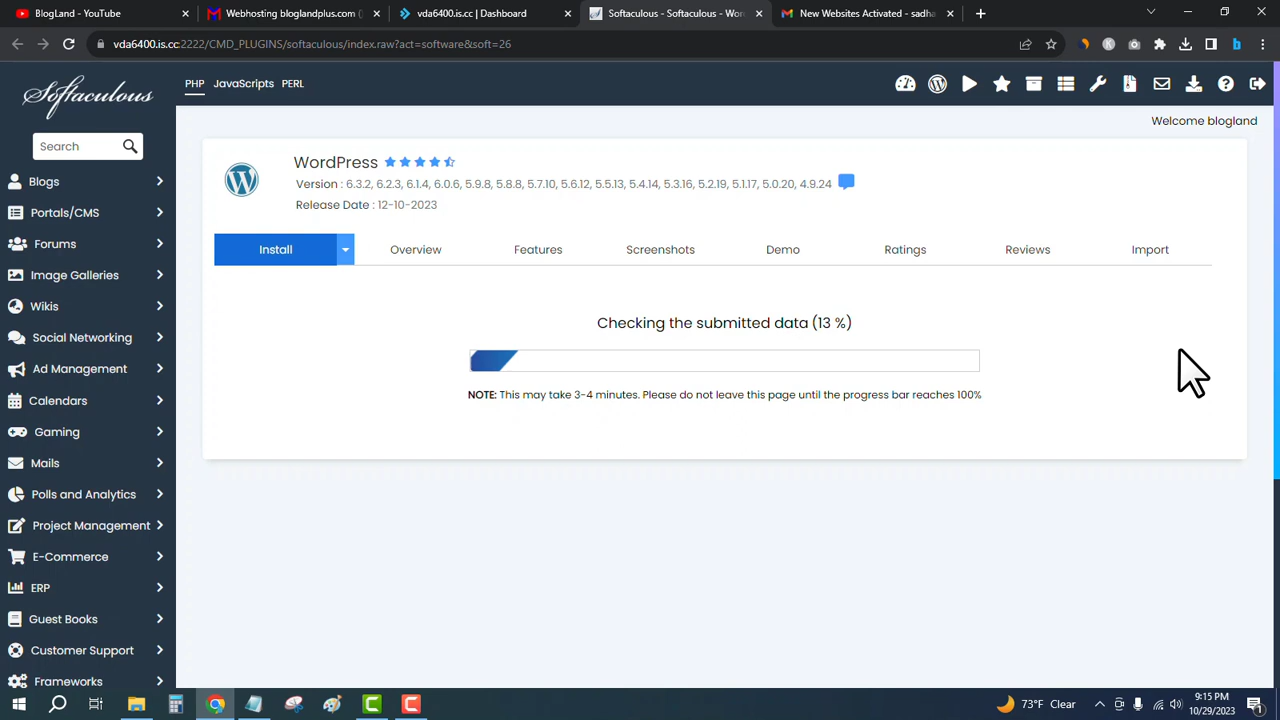 BlogLand - YouTube
Webhosting bloglandplus.com (
vda6400.is.cc | Dashboard
Softaculous - Softaculous - Wor
New Websites Activated - sadha
vda6400.is.cc:2222/CMD_PLUGINS/softaculous/index.raw?act=software&soft=26
Softaculous
PHP JavaScripts PERL
Welcome blogland
Search
Blogs
Portals/CMS
Forums
Image Galleries
Wikis
Social Networking
Ad Management
Calendars
Gaming
Mails
Polls and Analytics
Project Management
E-Commerce
ERP
Guest Books
Customer Support
Frameworks
WordPress
Version : 6.3.2, 6.2.3, 6.1.4, 6.0.6, 5.9.8, 5.8.8, 5.7.10, 5.6.12, 5.5.13, 5.4.14, 5.3.16, 5.2.19, 5.1.17, 5.0.20, 4.9.24
Release Date : 12-10-2023
Install Overview Features Screenshots Demo Ratings Reviews Import
Checking the submitted data (13 %)
NOTE: This may take 3-4 minutes. Please do not leave this page until the progress bar reaches 100%
73°F Clear
9:15 PM
10/29/2023
1